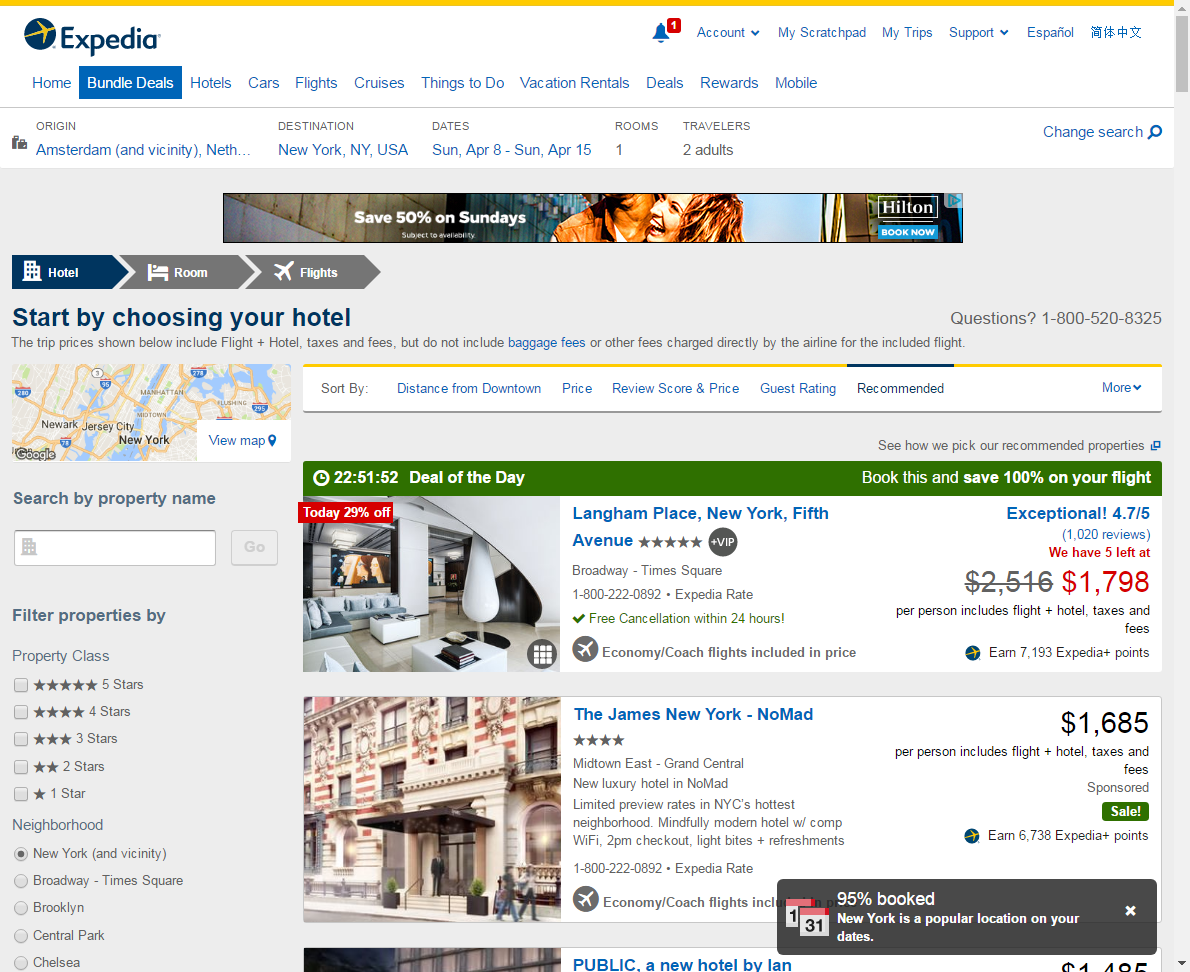 Expedia
1
Account
My Scratchpad
My Trips
Support
Español
简体中文
Home
Bundle Deals
Hotels
Cars
Flights
Cruises
Things to Do
Vacation Rentals
Deals
Rewards
Mobile
ORIGIN
Amsterdam (and vicinity), Neth...
DESTINATION
New York, NY, USA
DATES
Sun, Apr 8 - Sun, Apr 15
ROOMS
1
TRAVELERS
2 adults
Change search
Save 50% on Sundays
Subject to availability.
Hilton
BOOK NOW
Hotel
Room
Flights
Start by choosing your hotel
Questions? 1-800-520-8325
The trip prices shown below include Flight + Hotel, taxes and fees, but do not include baggage fees or other fees charged directly by the airline for the included flight.
3
95
278
280
MANHATTAN
FLUSHING
295
MIDTOWN
Newark
Jersey City
78
New York
Google
View map
Sort By:
Distance from Downtown
Price
Review Score & Price
Guest Rating
Recommended
More
See how we pick our recommended properties
Search by property name
Go
Filter properties by
Property Class
5 Stars
4 Stars
3 Stars
2 Stars
1 Star
Neighborhood
New York (and vicinity)
Broadway - Times Square
Brooklyn
Central Park
Chelsea
22:51:52 Deal of the Day
Book this and save 100% on your flight
Today 29% off
Langham Place, New York, Fifth
Avenue
+VIP
Broadway - Times Square
1-800-222-0892 • Expedia Rate
Free Cancellation within 24 hours!
Economy/Coach flights included in price
Exceptional! 4.7/5
(1,020 reviews)
We have 5 left at
$2,516 $1,798
per person includes flight + hotel, taxes and
fees
Earn 7,193 Expedia+ points
The James New York - NoMad
Midtown East - Grand Central
New luxury hotel in NoMad
Limited preview rates in NYC's hottest
neighborhood. Mindfully modern hotel w/ comp
WiFi, 2pm checkout, light bites + refreshments
1-800-222-0892 • Expedia Rate
Economy/Coach flights included in price
$1,685
per person includes flight + hotel, taxes and
fees
Sponsored
Sale!
Earn 6,738 Expedia+ points
1
31
95% booked
New York is a popular location on your
dates.
PUBLIC, a new hotel by Ian
$1,485